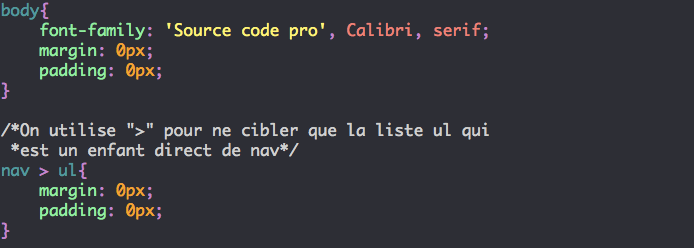 body{
    font-family: 'Source code pro', Calibri, serif;
    margin: 0px;
    padding: 0px;
}

/*On utilise ">" pour ne cibler que la liste ul qui
 *est un enfant direct de nav*/
nav > ul{
    margin: 0px;
    padding: 0px;
}